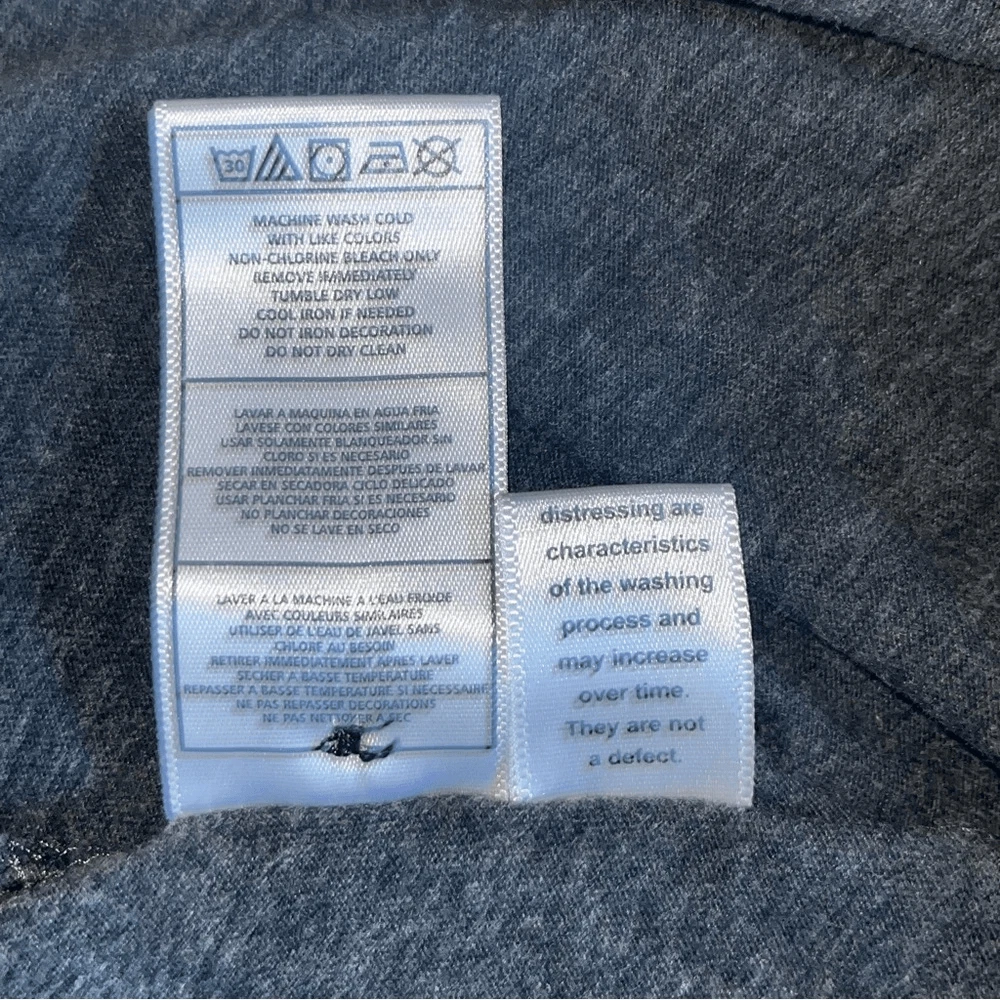 30
MACHINE WASH COLD
WITH LIKE COLORS
NON-CHLORINE BLEACH ONLY
REMOVE IMMEDIATELY
TUMBLE DRY LOW
COOL IRON IF NEEDED
DO NOT IRON DECORATION
DO NOT DRY CLEAN
LAVAR A MAQUINA EN AGUA FRIA
LAVESE CON COLORES SIMILARES
USAR SOLAMENTE BLANQUEADOR SIN
CLORO SI ES NECESARIO
REMOVER INMEDIATAMENTE DESPUES DE LAVAR
SECAR EN SECADORA CICLO DELICADO
USAR PLANCHAR FRIA SI ES NECESARIO
NO PLANCHAR DECORACIONES
NO SE LAVE EN SECO
LAVER A LA MACHINE A L'EAU FROIDE
AVEC COULEURS SIMILAIRES
UTILISER DE L'EAU DE JAVEL SANS
CHLORE AU BESOIN
RETIRER IMMEDIATEMENT APRES LAVER
SECHER A BASSE TEMPERATURE
REPASSER A BASSE TEMPERATURE SI NECESSAIRE
NE PAS REPASSER DECORATIONS
NE PAS NETTOYER A SEC
distressing are
characteristics
of the washing
process and
may increase
over time.
They are not
a defect.